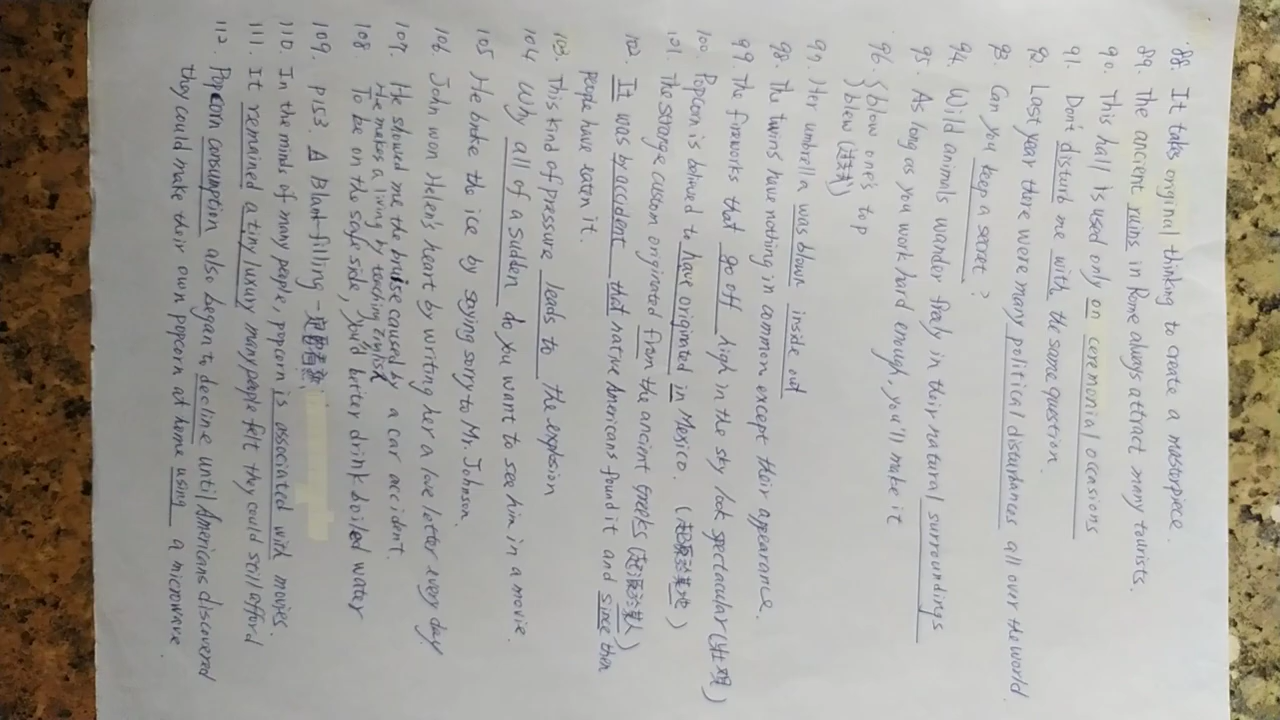 88. It takes original thinking to create a masterpiece.
89. The ancient ruins in Rome always attract many tourists.
90. This hall is used only on ceremonial occasions
91. Don't disturb me with the same question.
92. Last year there were many political disturbances all over the world
93. Can you keep a secret?
94. Wild animals wander freely in their natural surroundings
95. As long as you work hard enough, you'll make it
96. { blow one's top
blew (过去式)
97. Her umbrella was blown inside out
98. The twins have nothing in common except their appearance.
99. The fireworks that go off high in the sky look spectacular (壮观)
100. Popcorn is believed to have originated in Mexico. (起源于某地)
101. The strange custom originated from the ancient Greeks (起源于某人)
102. It was by accident that native Americans found it and since then
people have eaten it.
103. This kind of pressure leads to the explosion
104. Why all of a sudden do you want to see him in a movie.
105 He broke the ice by saying sorry to Mr. Johnson.
106 John won Helen's heart by writing her a love letter every day
107. He showed me the bruise caused by a car accident.
He makes a living by teaching English
108. To be on the safe side, you'd better drink boiled water
109. P153. A Blank-filling -
110. In the minds of many people, popcorn is associated with movies.
111. It remained a tiny luxury many people felt they could still afford
112. Popcorn consumption also began to decline until Americans discovered
they could make their own popcorn at home using a microwave